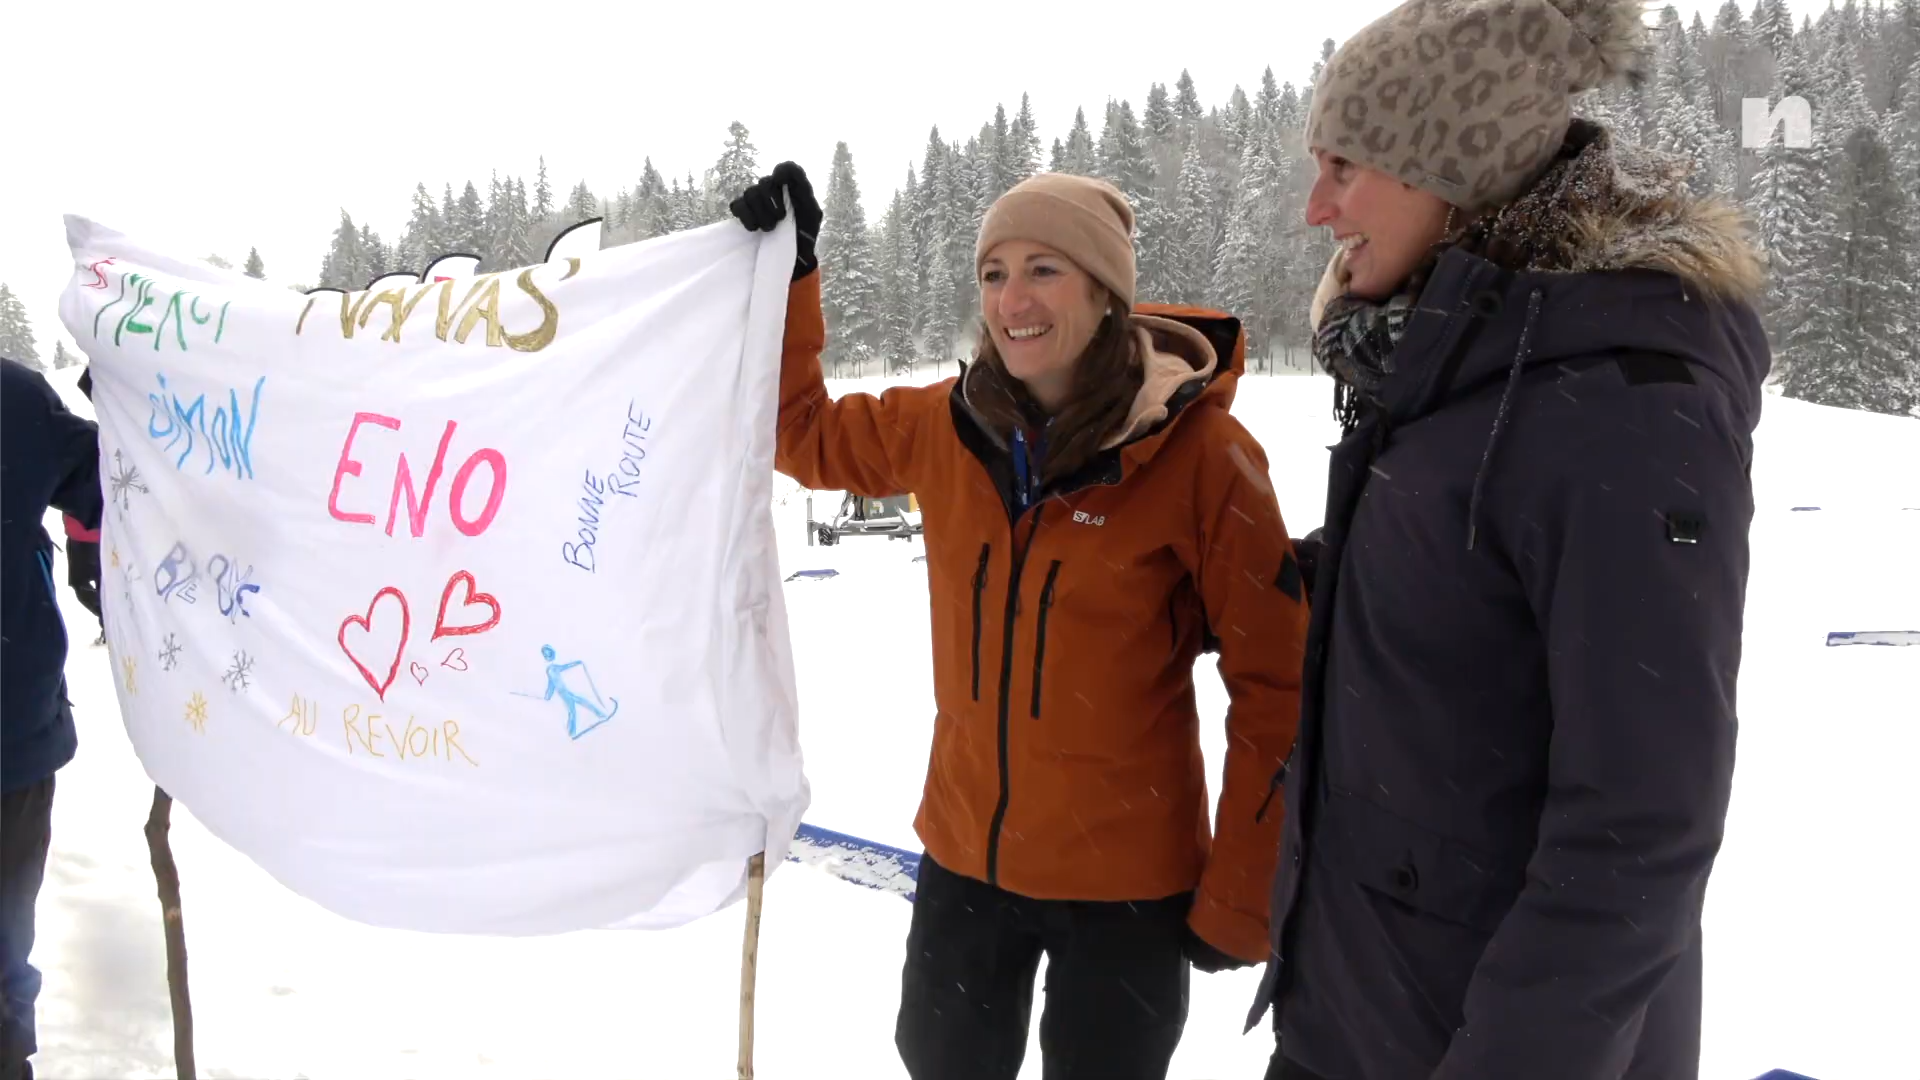 MERCI
SIMON
ENO
BONNE
ROUTE
AU REVOIR
S/LAB
n